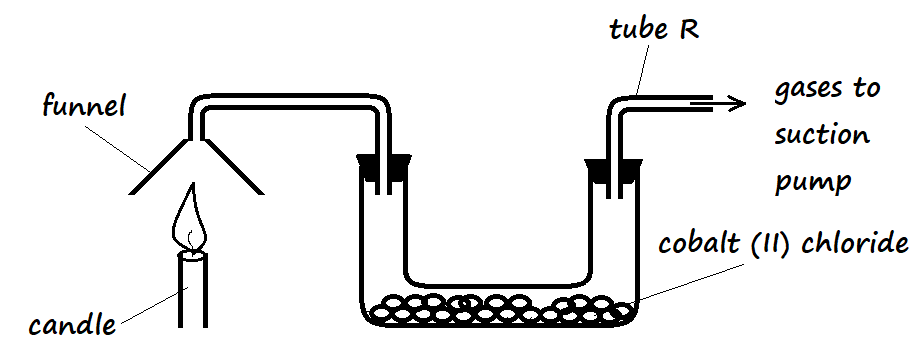 tube R
funnel
gases to
suction
pump
cobalt (II) chloride
candle